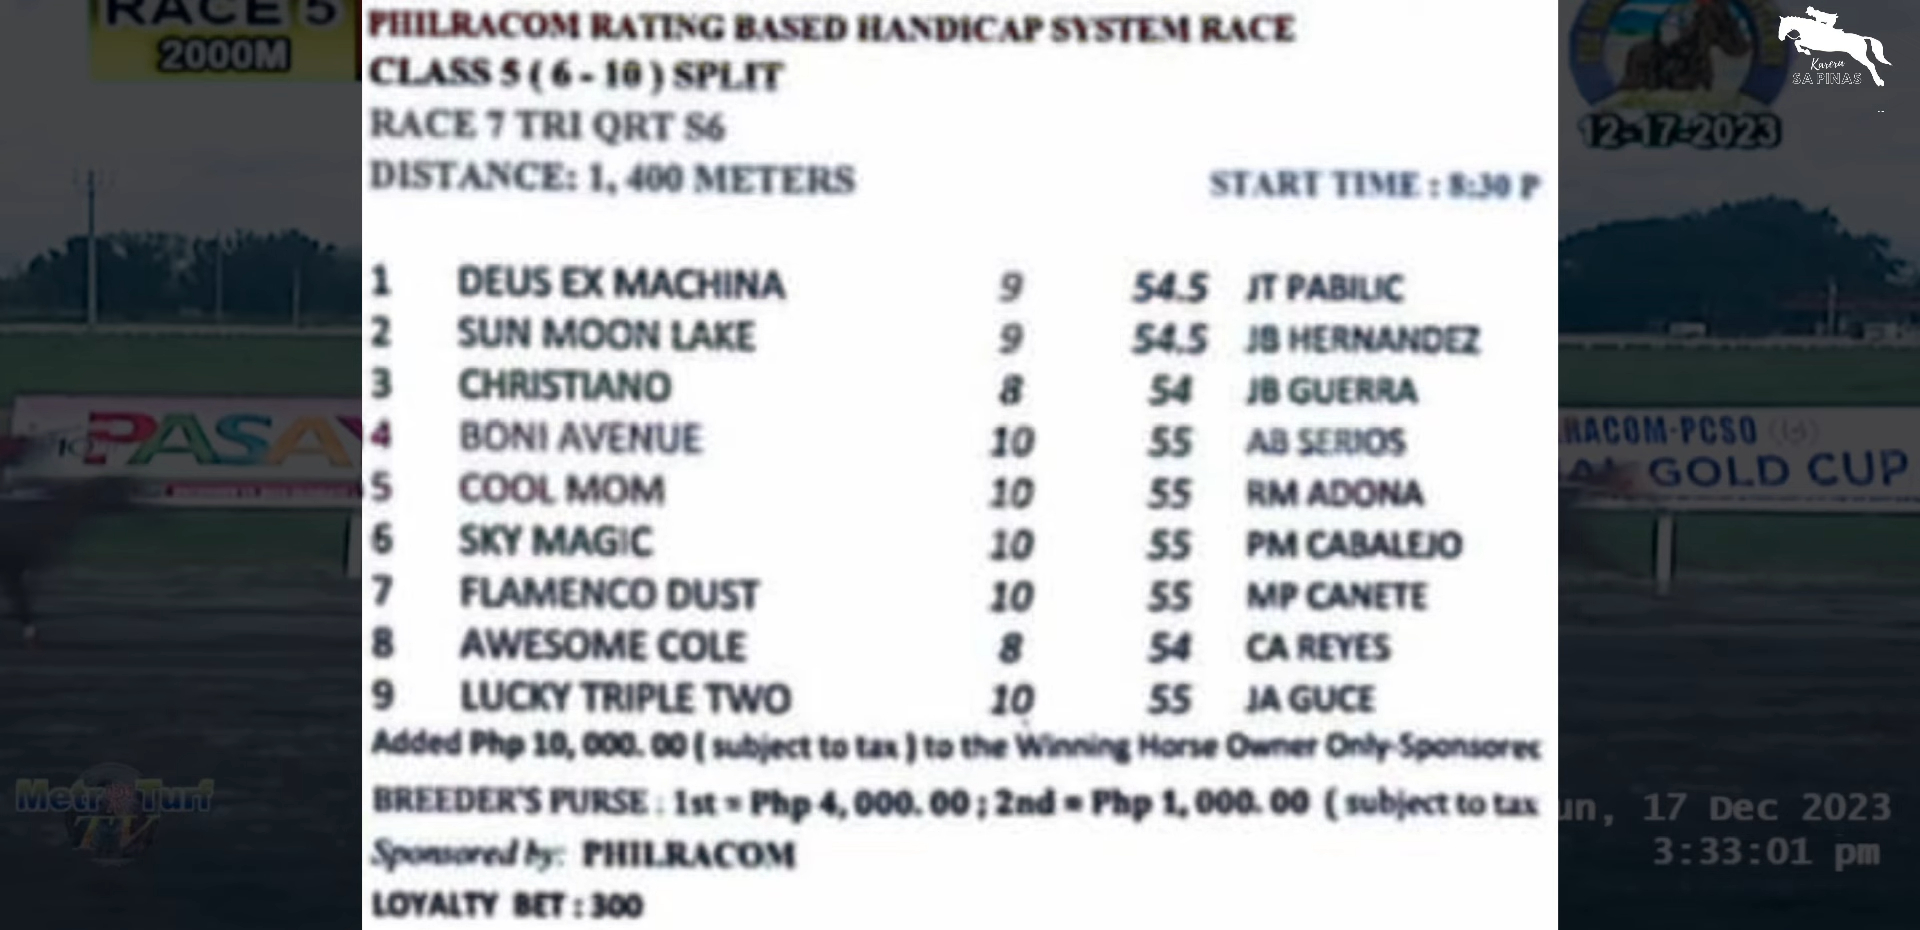 RACE 5
2000M
Karera
SA PINAS
12-17-2023
PHILRACOM RATING BASED HANDICAP SYSTEM RACE
CLASS 5 ( 6 - 10 ) SPLIT
RACE 7 TRI QRT S6
DISTANCE: 1, 400 METERS START TIME : 8:30 P
1 DEUS EX MACHINA 9 54.5 JT PABILIC
2 SUN MOON LAKE 9 54.5 JB HERNANDEZ
3 CHRISTIANO 8 54 JB GUERRA
4 BONI AVENUE 10 55 AB SERIOS
5 COOL MOM 10 55 RM ADONA
6 SKY MAGIC 10 55 PM CABALEJO
7 FLAMENCO DUST 10 55 MP CANETE
8 AWESOME COLE 8 54 CA REYES
9 LUCKY TRIPLE TWO 10 55 JA GUCE
Added Php 10, 000. 00 ( subject to tax ) to the Winning Horse Owner Only-Sponsorec
BREEDER'S PURSE : 1st = Php 4, 000. 00 ; 2nd = Php 1, 000. 00 ( subject to tax
Sponsored by: PHILRACOM
LOYALTY BET : 300
PASAY
RACOM-PCSO
GOLD CUP
Metro Turf
TV
un, 17 Dec 2023
3:33:01 pm